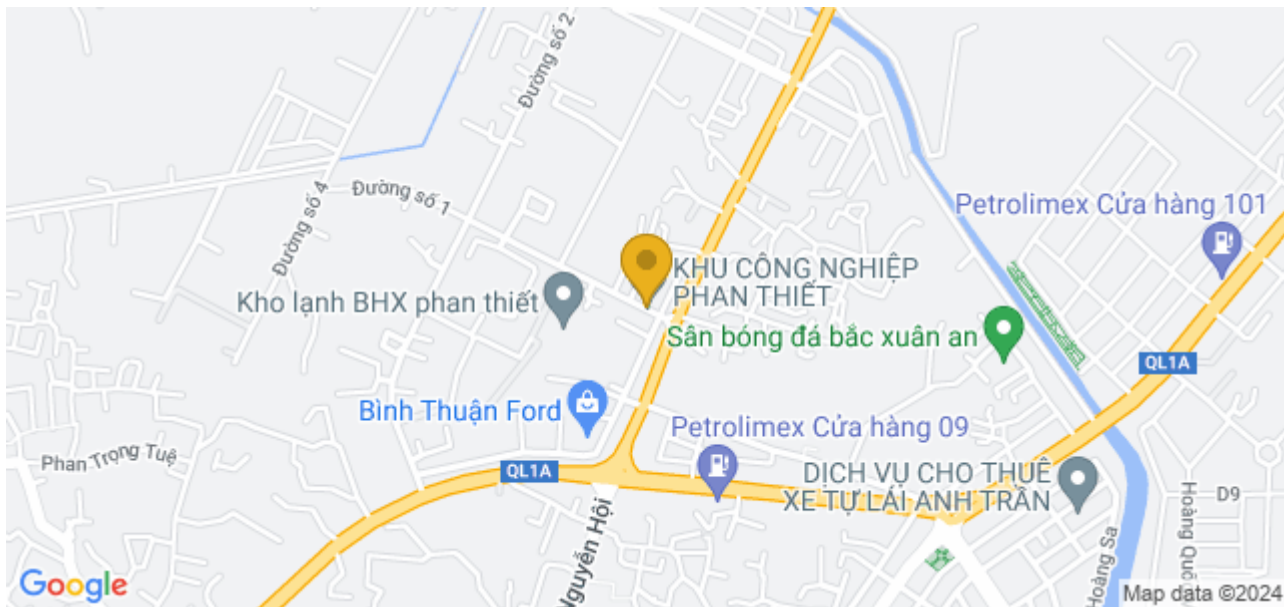 Đường số 2
Đường số 4
Đường số 1
Petrolimex Cửa hàng 101
KHU CÔNG NGHIỆP
PHAN THIẾT
Kho lạnh BHX phan thiết
Sân bóng đá bắc xuân an
QL1A
Bình Thuận Ford
Petrolimex Cửa hàng 09
Phan Trọng Tuệ
QL1A
DỊCH VỤ CHO THUÊ
XE TỰ LÁI ANH TRẦN
D9
Nguyễn Hội
Hoàng Sa
Hoàng Quố
Google
Map data ©2024